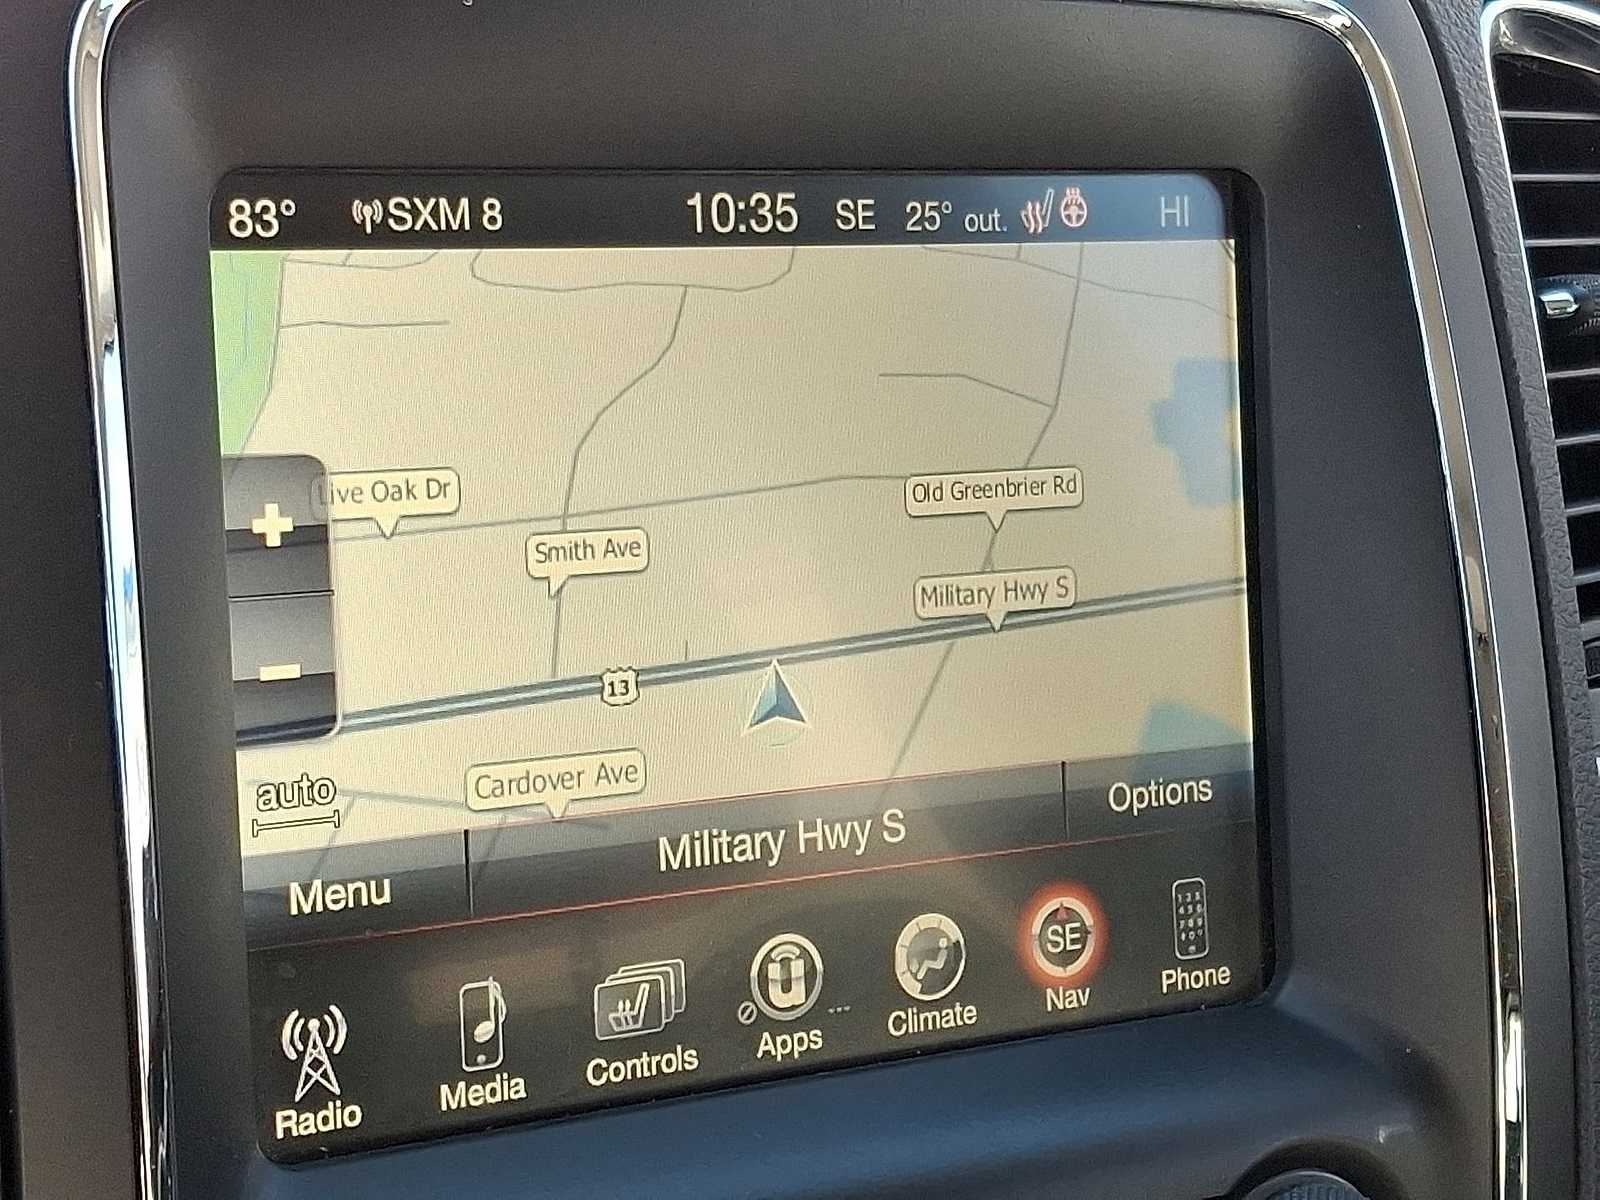 83° SXM 8 10:35 SE 25° out. HI
Live Oak Dr
Old Greenbrier Rd
Smith Ave
Military Hwy S
13
Cardover Ave
auto
Menu
Military Hwy S
Options
Radio
Media
Controls
Apps
Climate
SE
Nav
Phone